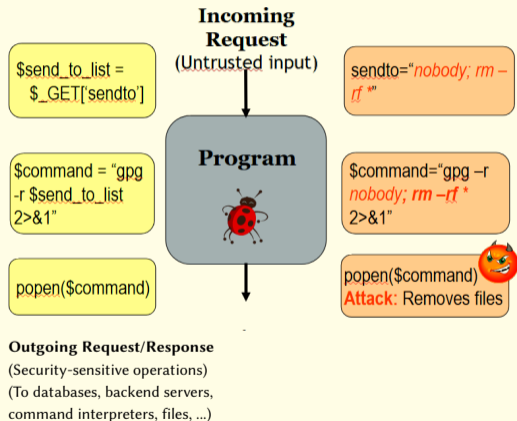 Incoming
Request
(Untrusted input)
$send_to_list =
$_GET['sendto']
sendto=“nobody; rm –
rf *”
$command = “gpg
-r $send_to_list
2>&1”
Program
$command=“gpg –r
nobody; rm –rf *
2>&1”
popen($command)
popen($command)
Attack: Removes files
Outgoing Request/Response
(Security-sensitive operations)
(To databases, backend servers,
command interpreters, files, ...)